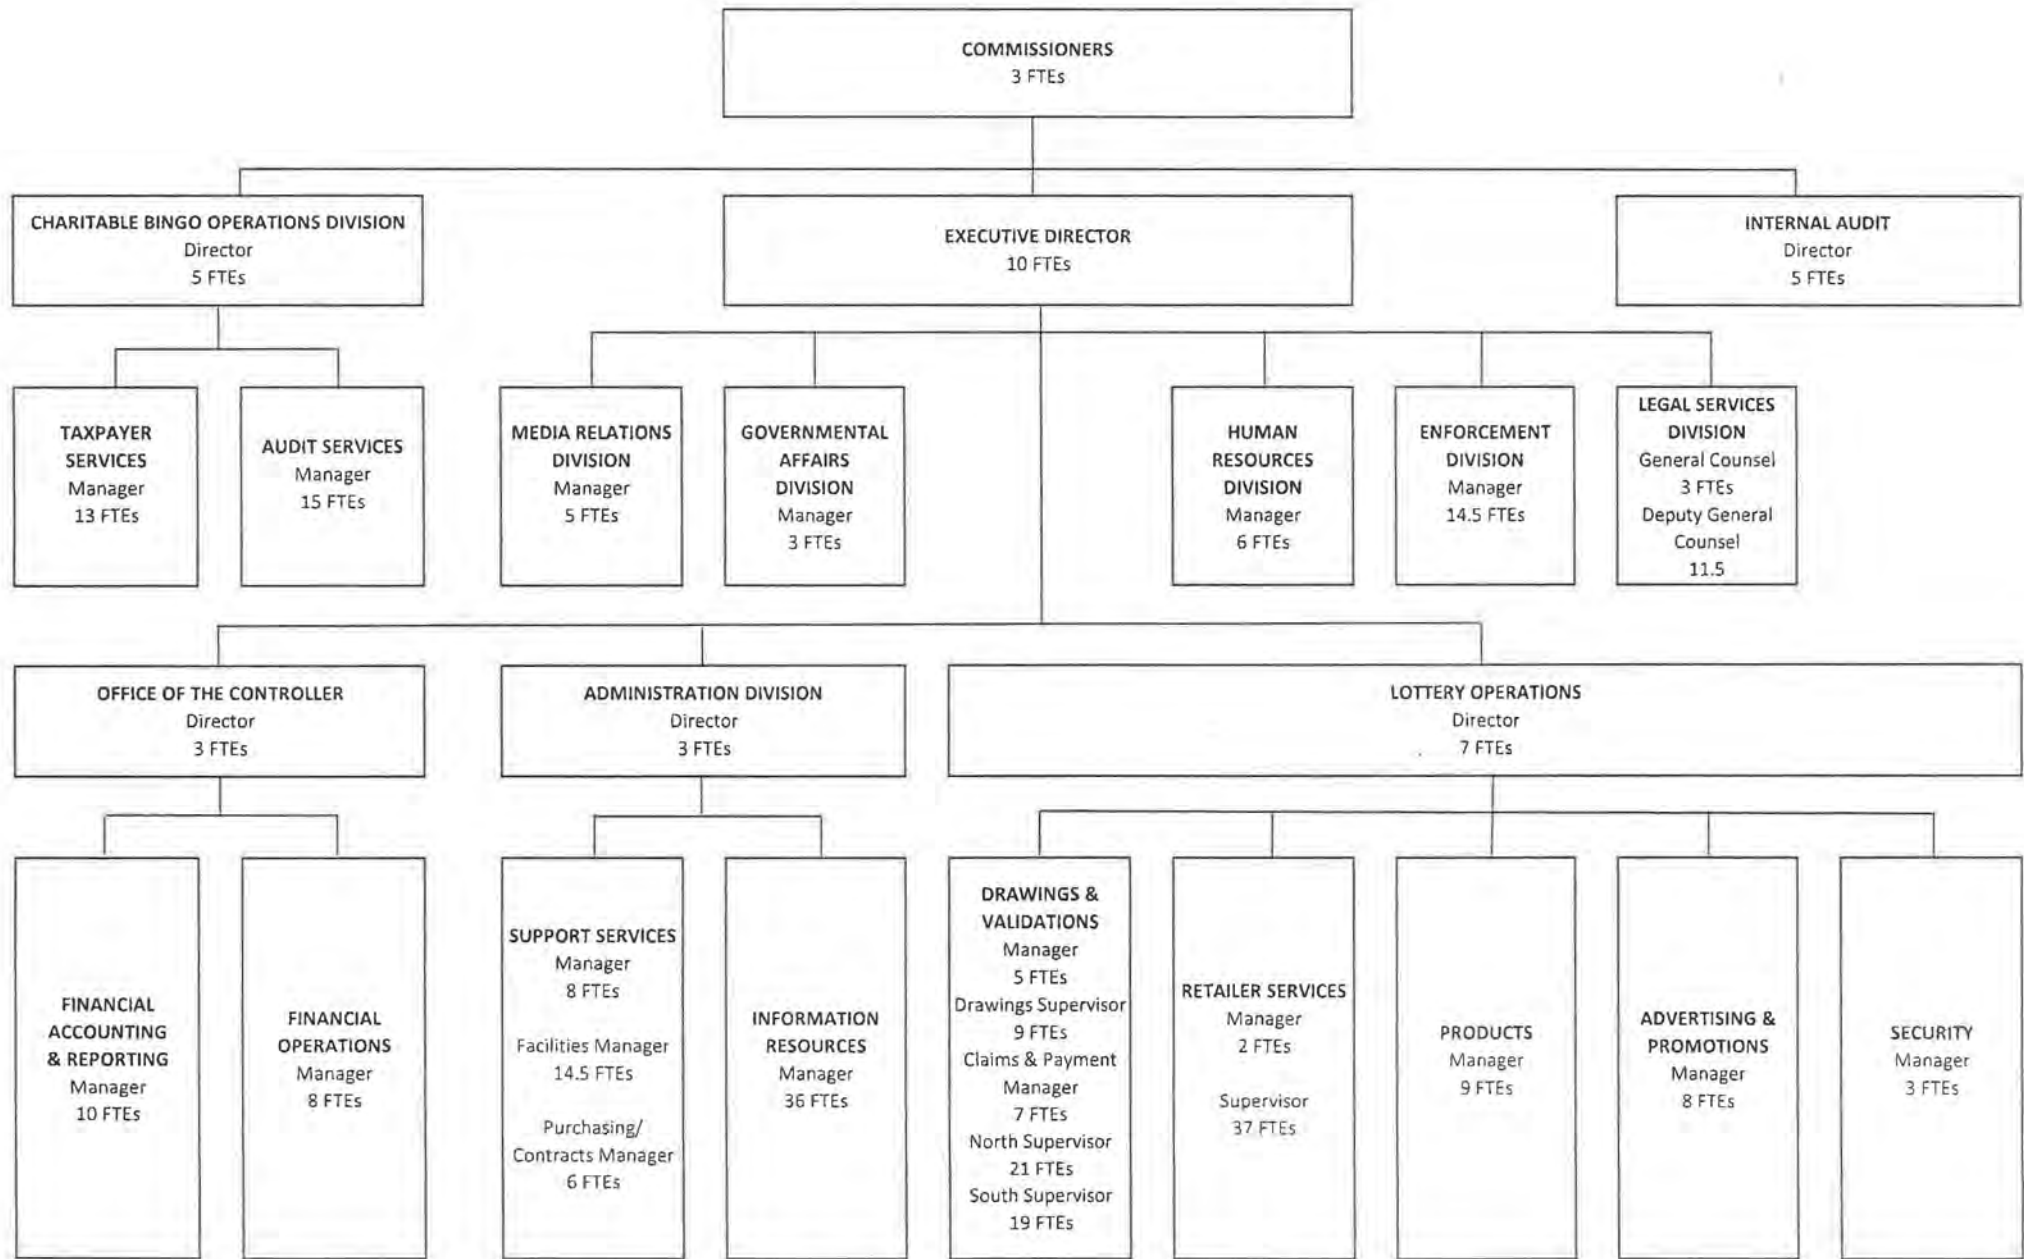 COMMISSIONERS
3 FTEs
CHARITABLE BINGO OPERATIONS DIVISION
Director
5 FTEs
EXECUTIVE DIRECTOR
10 FTEs
INTERNAL AUDIT
Director
5 FTEs
TAXPAYER
SERVICES
Manager
13 FTEs
AUDIT SERVICES
Manager
15 FTEs
MEDIA RELATIONS
DIVISION
Manager
5 FTEs
GOVERNMENTAL
AFFAIRS
DIVISION
Manager
3 FTEs
HUMAN
RESOURCES
DIVISION
Manager
6 FTEs
ENFORCEMENT
DIVISION
Manager
14.5 FTEs
LEGAL SERVICES
DIVISION
General Counsel
3 FTEs
Deputy General
Counsel
11.5
OFFICE OF THE CONTROLLER
Director
3 FTEs
ADMINISTRATION DIVISION
Director
3 FTEs
LOTTERY OPERATIONS
Director
7 FTEs
FINANCIAL
ACCOUNTING
& REPORTING
Manager
10 FTEs
FINANCIAL
OPERATIONS
Manager
8 FTEs
SUPPORT SERVICES
Manager
8 FTEs
Facilities Manager
14.5 FTEs
Purchasing/
Contracts Manager
6 FTEs
INFORMATION
RESOURCES
Manager
36 FTEs
DRAWINGS &
VALIDATIONS
Manager
5 FTEs
Drawings Supervisor
9 FTEs
Claims & Payment
Manager
7 FTEs
North Supervisor
21 FTEs
South Supervisor
19 FTEs
RETAILER SERVICES
Manager
2 FTEs
Supervisor
37 FTEs
PRODUCTS
Manager
9 FTEs
ADVERTISING &
PROMOTIONS
Manager
8 FTEs
SECURITY
Manager
3 FTEs